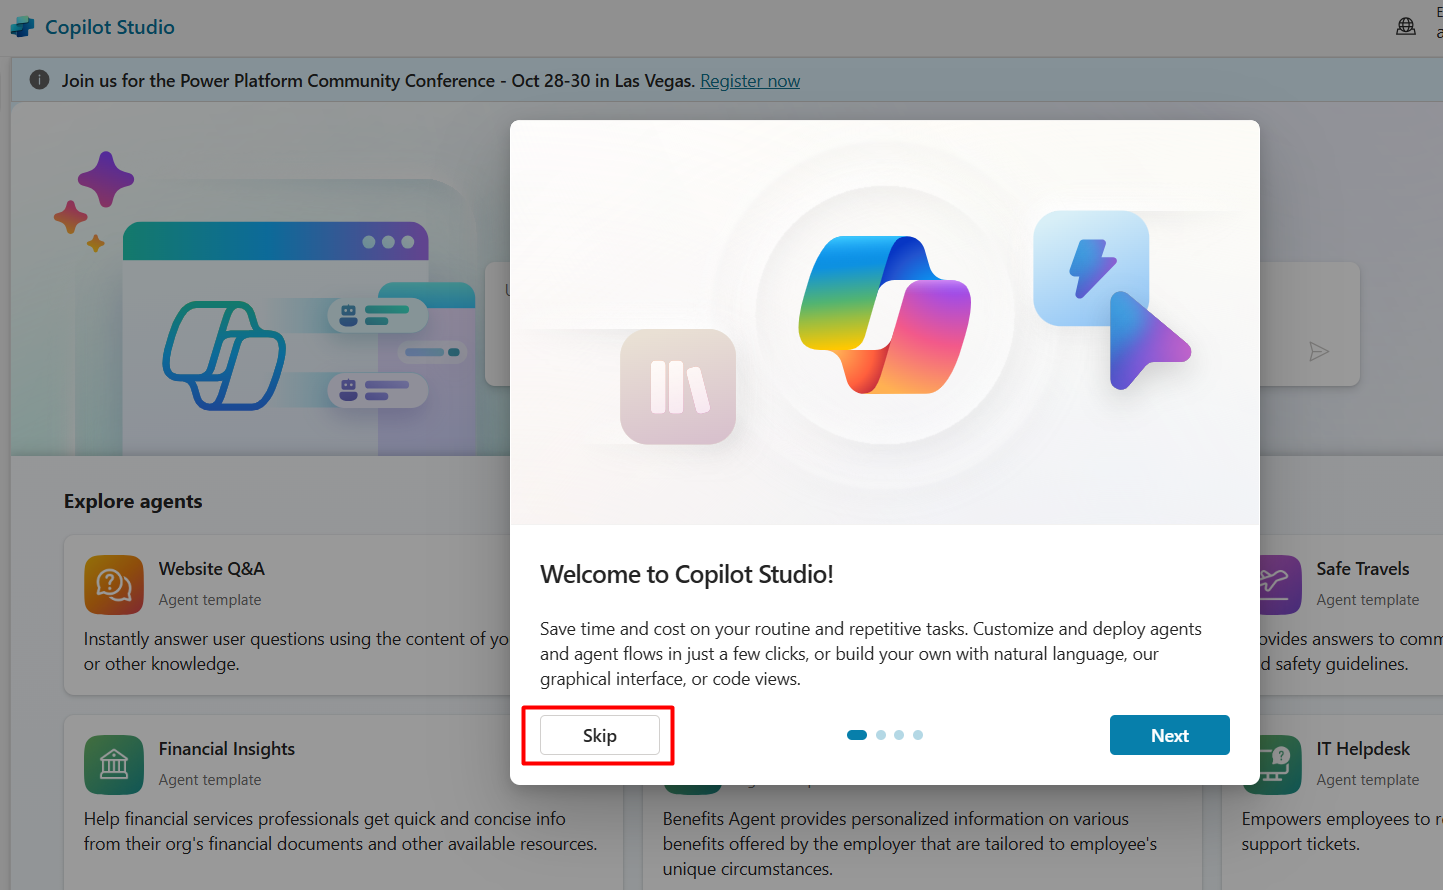 Copilot Studio
Join us for the Power Platform Community Conference - Oct 28-30 in Las Vegas. Register now
Welcome to Copilot Studio!
Save time and cost on your routine and repetitive tasks. Customize and deploy agents
and agent flows in just a few clicks, or build your own with natural language, our
graphical interface, or code views.
Skip
Next
Explore agents
Website Q&A
Agent template
Instantly answer user questions using the content of
or other knowledge.
Safe Travels
Agent template
answers to
safety guidelines.
Financial Insights
Agent template
Help financial services professionals get quick and concise info
from their org's financial documents and other available resources.
Benefits Agent provides personalized information on various
benefits offered by the employer that are tailored to employee's
unique circumstances.
IT Helpdesk
Agent template
Empowers employees to
support tickets.